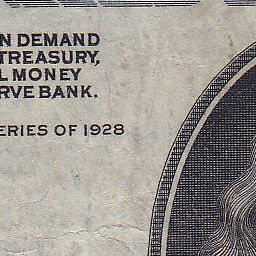 N DEMAND
TREASURY,
L MONEY
RVE BANK.
ERIES OF 1928